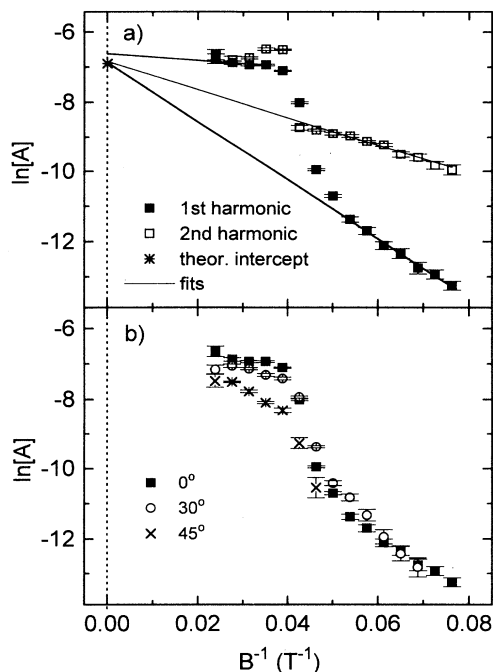 a)
ln[A]
-6
-8
-10
-12
1st harmonic
2nd harmonic
theor. intercept
fits
b)
ln[A]
-6
-8
-10
-12
0°
30°
45°
0.00
0.02
0.04
0.06
0.08
B⁻¹ (T⁻¹)